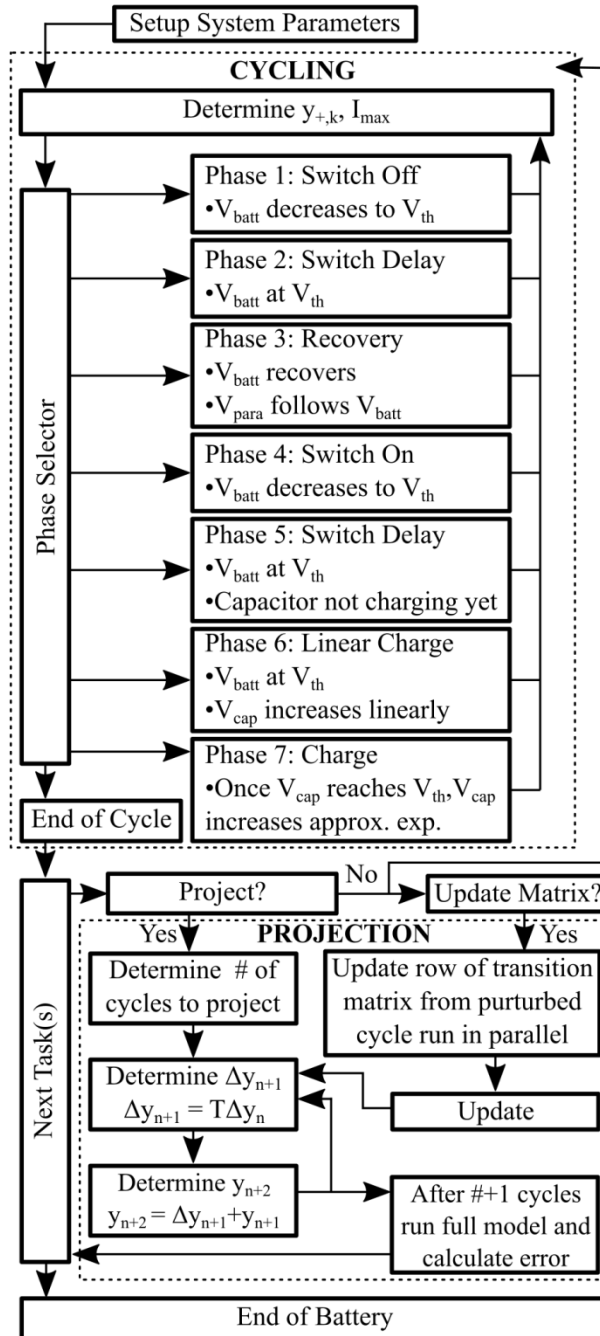 Setup System Parameters
CYCLING
Determine y+,k, Imax
Phase Selector
Phase 1: Switch Off
•Vbatt decreases to Vth
Phase 2: Switch Delay
•Vbatt at Vth
Phase 3: Recovery
•Vbatt recovers
•Vpara follows Vbatt
Phase 4: Switch On
•Vbatt decreases to Vth
Phase 5: Switch Delay
•Vbatt at Vth
•Capacitor not charging yet
Phase 6: Linear Charge
•Vbatt at Vth
•Vcap increases linearly
Phase 7: Charge
•Once Vcap reaches Vth,Vcap
increases approx. exp.
End of Cycle
Next Task(s)
Project?
No
Update Matrix?
Yes
PROJECTION
Yes
Determine # of
cycles to project
Update row of transition
matrix from purturbed
cycle run in parallel
Determine Δyn+1
Δyn+1 = TΔyn
Update
Determine yn+2
yn+2 = Δyn+1+yn+1
After #+1 cycles
run full model and
calculate error
End of Battery